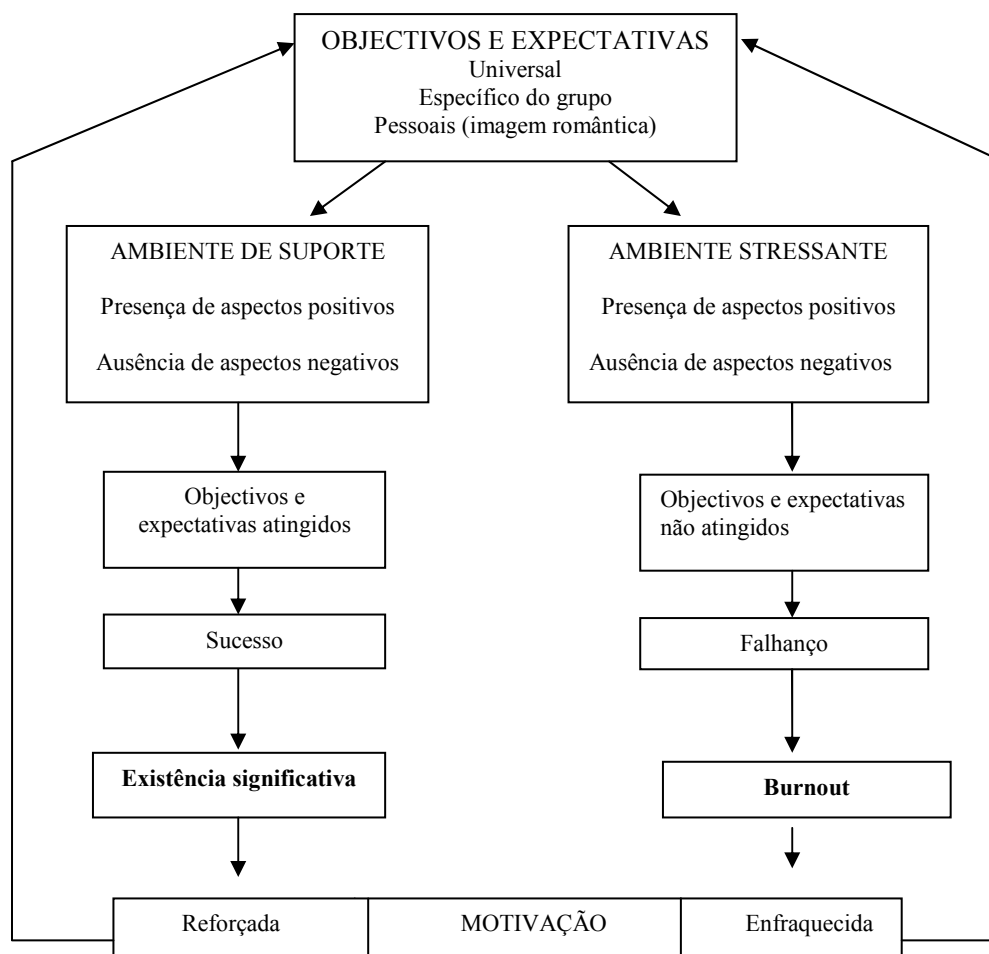 OBJECTIVOS E EXPECTATIVAS
Universal
Específico do grupo
Pessoais (imagem romântica)
AMBIENTE DE SUPORTE
Presença de aspectos positivos
Ausência de aspectos negativos
AMBIENTE STRESSANTE
Presença de aspectos positivos
Ausência de aspectos negativos
Objectivos e
expectativas atingidos
Objectivos e expectativas
não atingidos
Sucesso
Falhanço
Existência significativa
Burnout
Reforçada
MOTIVAÇÃO
Enfraquecida